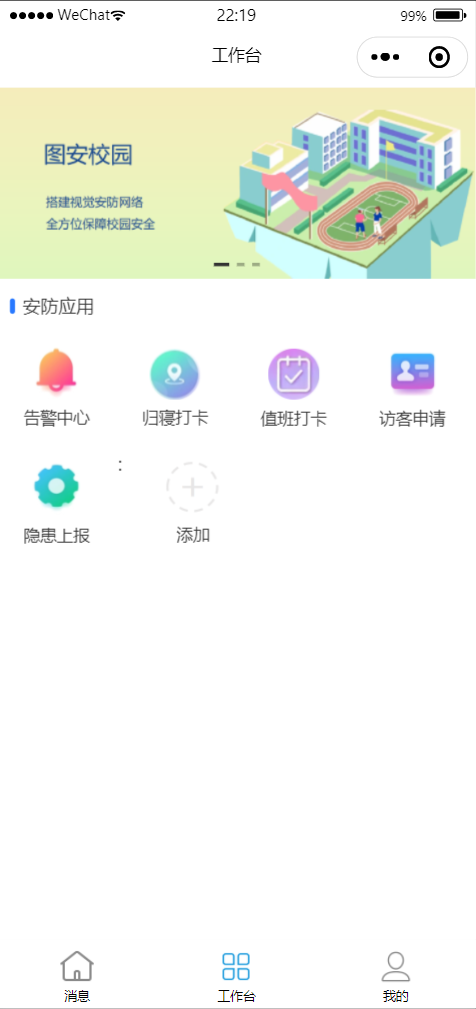 WeChat
22:19
99%
工作台
图安校园
搭建视觉安防网络
全方位保障校园安全
安防应用
告警中心
归寝打卡
值班打卡
访客申请
:
隐患上报
添加
消息
工作台
我的